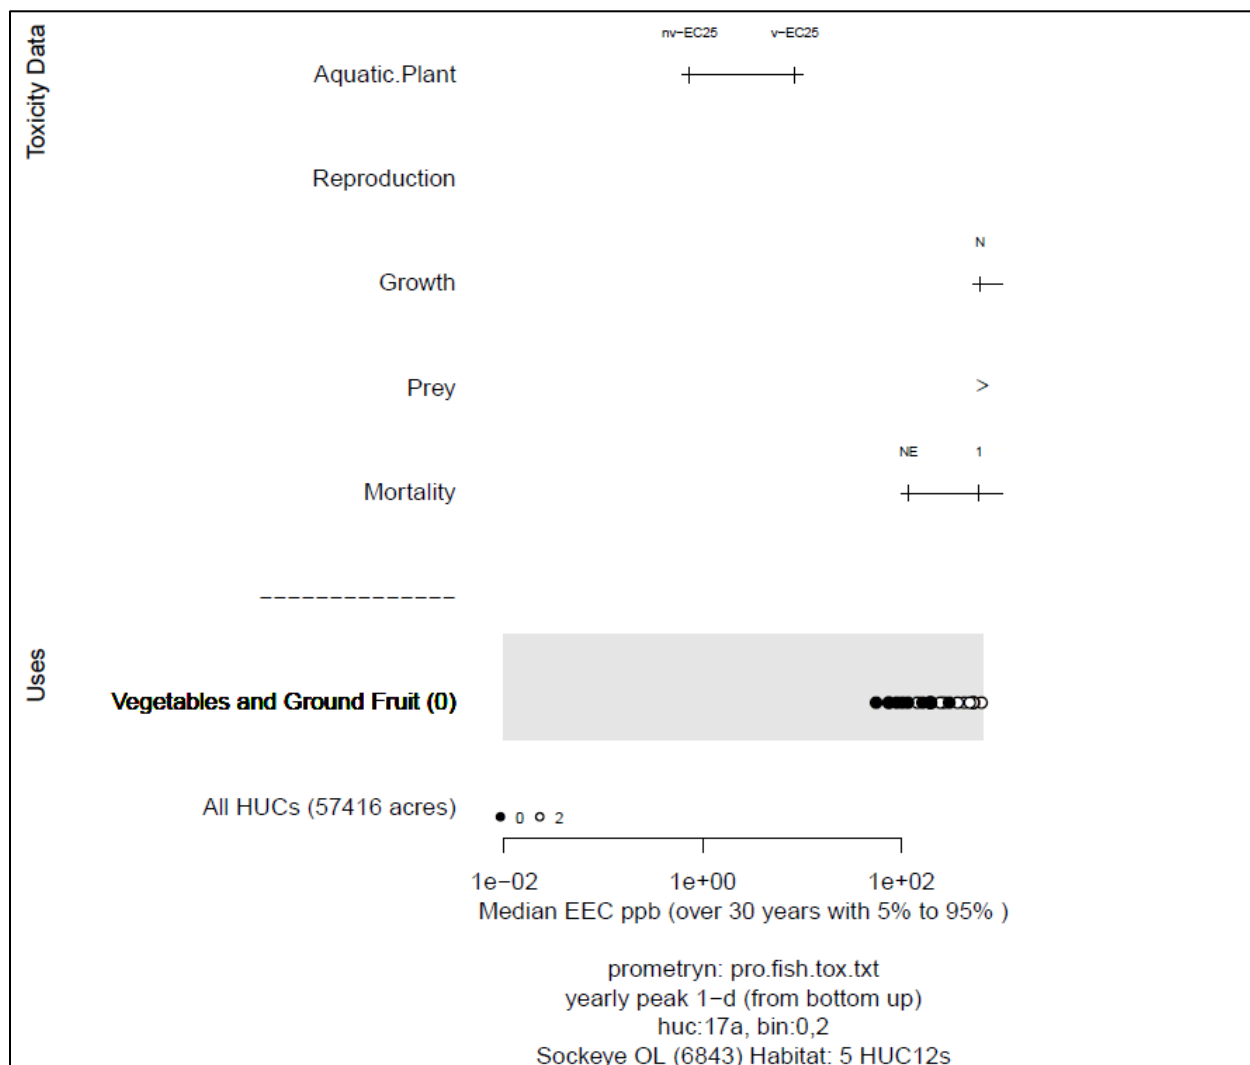 Toxicity Data
nv-EC25 v-EC25
Aquatic.Plant
Reproduction
N
Growth
Prey >
NE 1
Mortality
--------------
Uses
Vegetables and Ground Fruit (0)
All HUCs (57416 acres)
0 2
1e-02 1e+00 1e+02
Median EEC ppb (over 30 years with 5% to 95% )
prometryn: pro.fish.tox.txt
yearly peak 1-d (from bottom up)
huc:17a, bin:0,2
Sockeye OL (6843) Habitat: 5 HUC12s